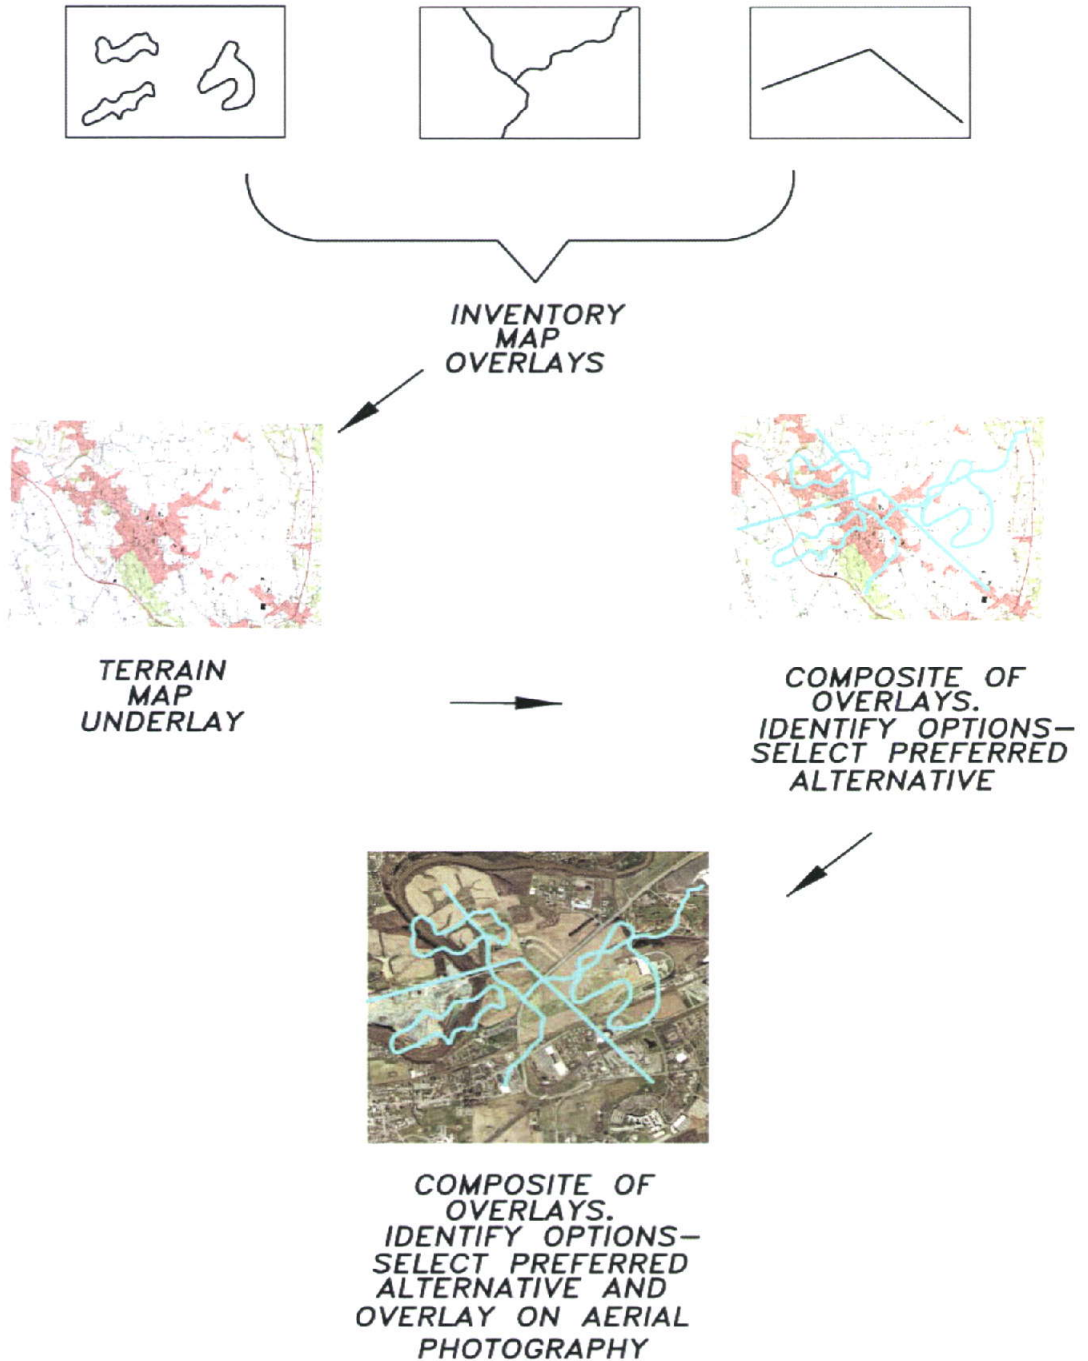 INVENTORY
MAP
OVERLAYS
TERRAIN
MAP
UNDERLAY
COMPOSITE OF
OVERLAYS.
IDENTIFY OPTIONS-
SELECT PREFERRED
ALTERNATIVE
COMPOSITE OF
OVERLAYS.
IDENTIFY OPTIONS-
SELECT PREFERRED
ALTERNATIVE AND
OVERLAY ON AERIAL
PHOTOGRAPHY